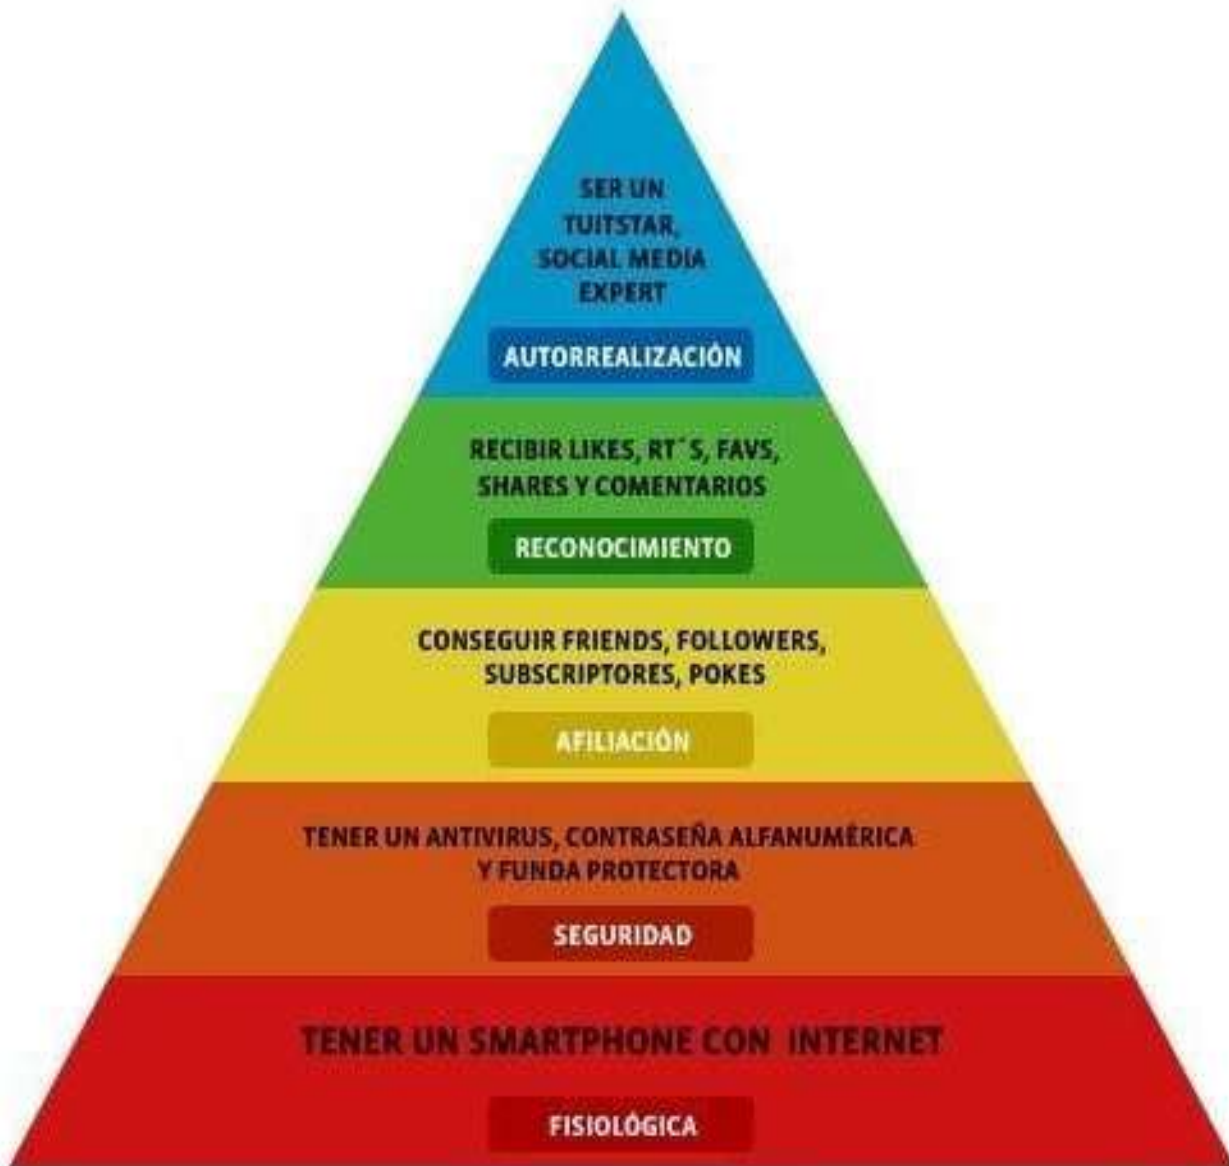 SER UN
TUITSTAR,
SOCIAL MEDIA
EXPERT
AUTORREALIZACIÓN
RECIBIR LIKES, RT´S, FAVS,
SHARES Y COMENTARIOS
RECONOCIMIENTO
CONSEGUIR FRIENDS, FOLLOWERS,
SUBSCRIPTORES, POKES
AFILIACIÓN
TENER UN ANTIVIRUS, CONTRASEÑA ALFANUMÉRICA
Y FUNDA PROTECTORA
SEGURIDAD
TENER UN SMARTPHONE CON INTERNET
FISIOLÓGICA